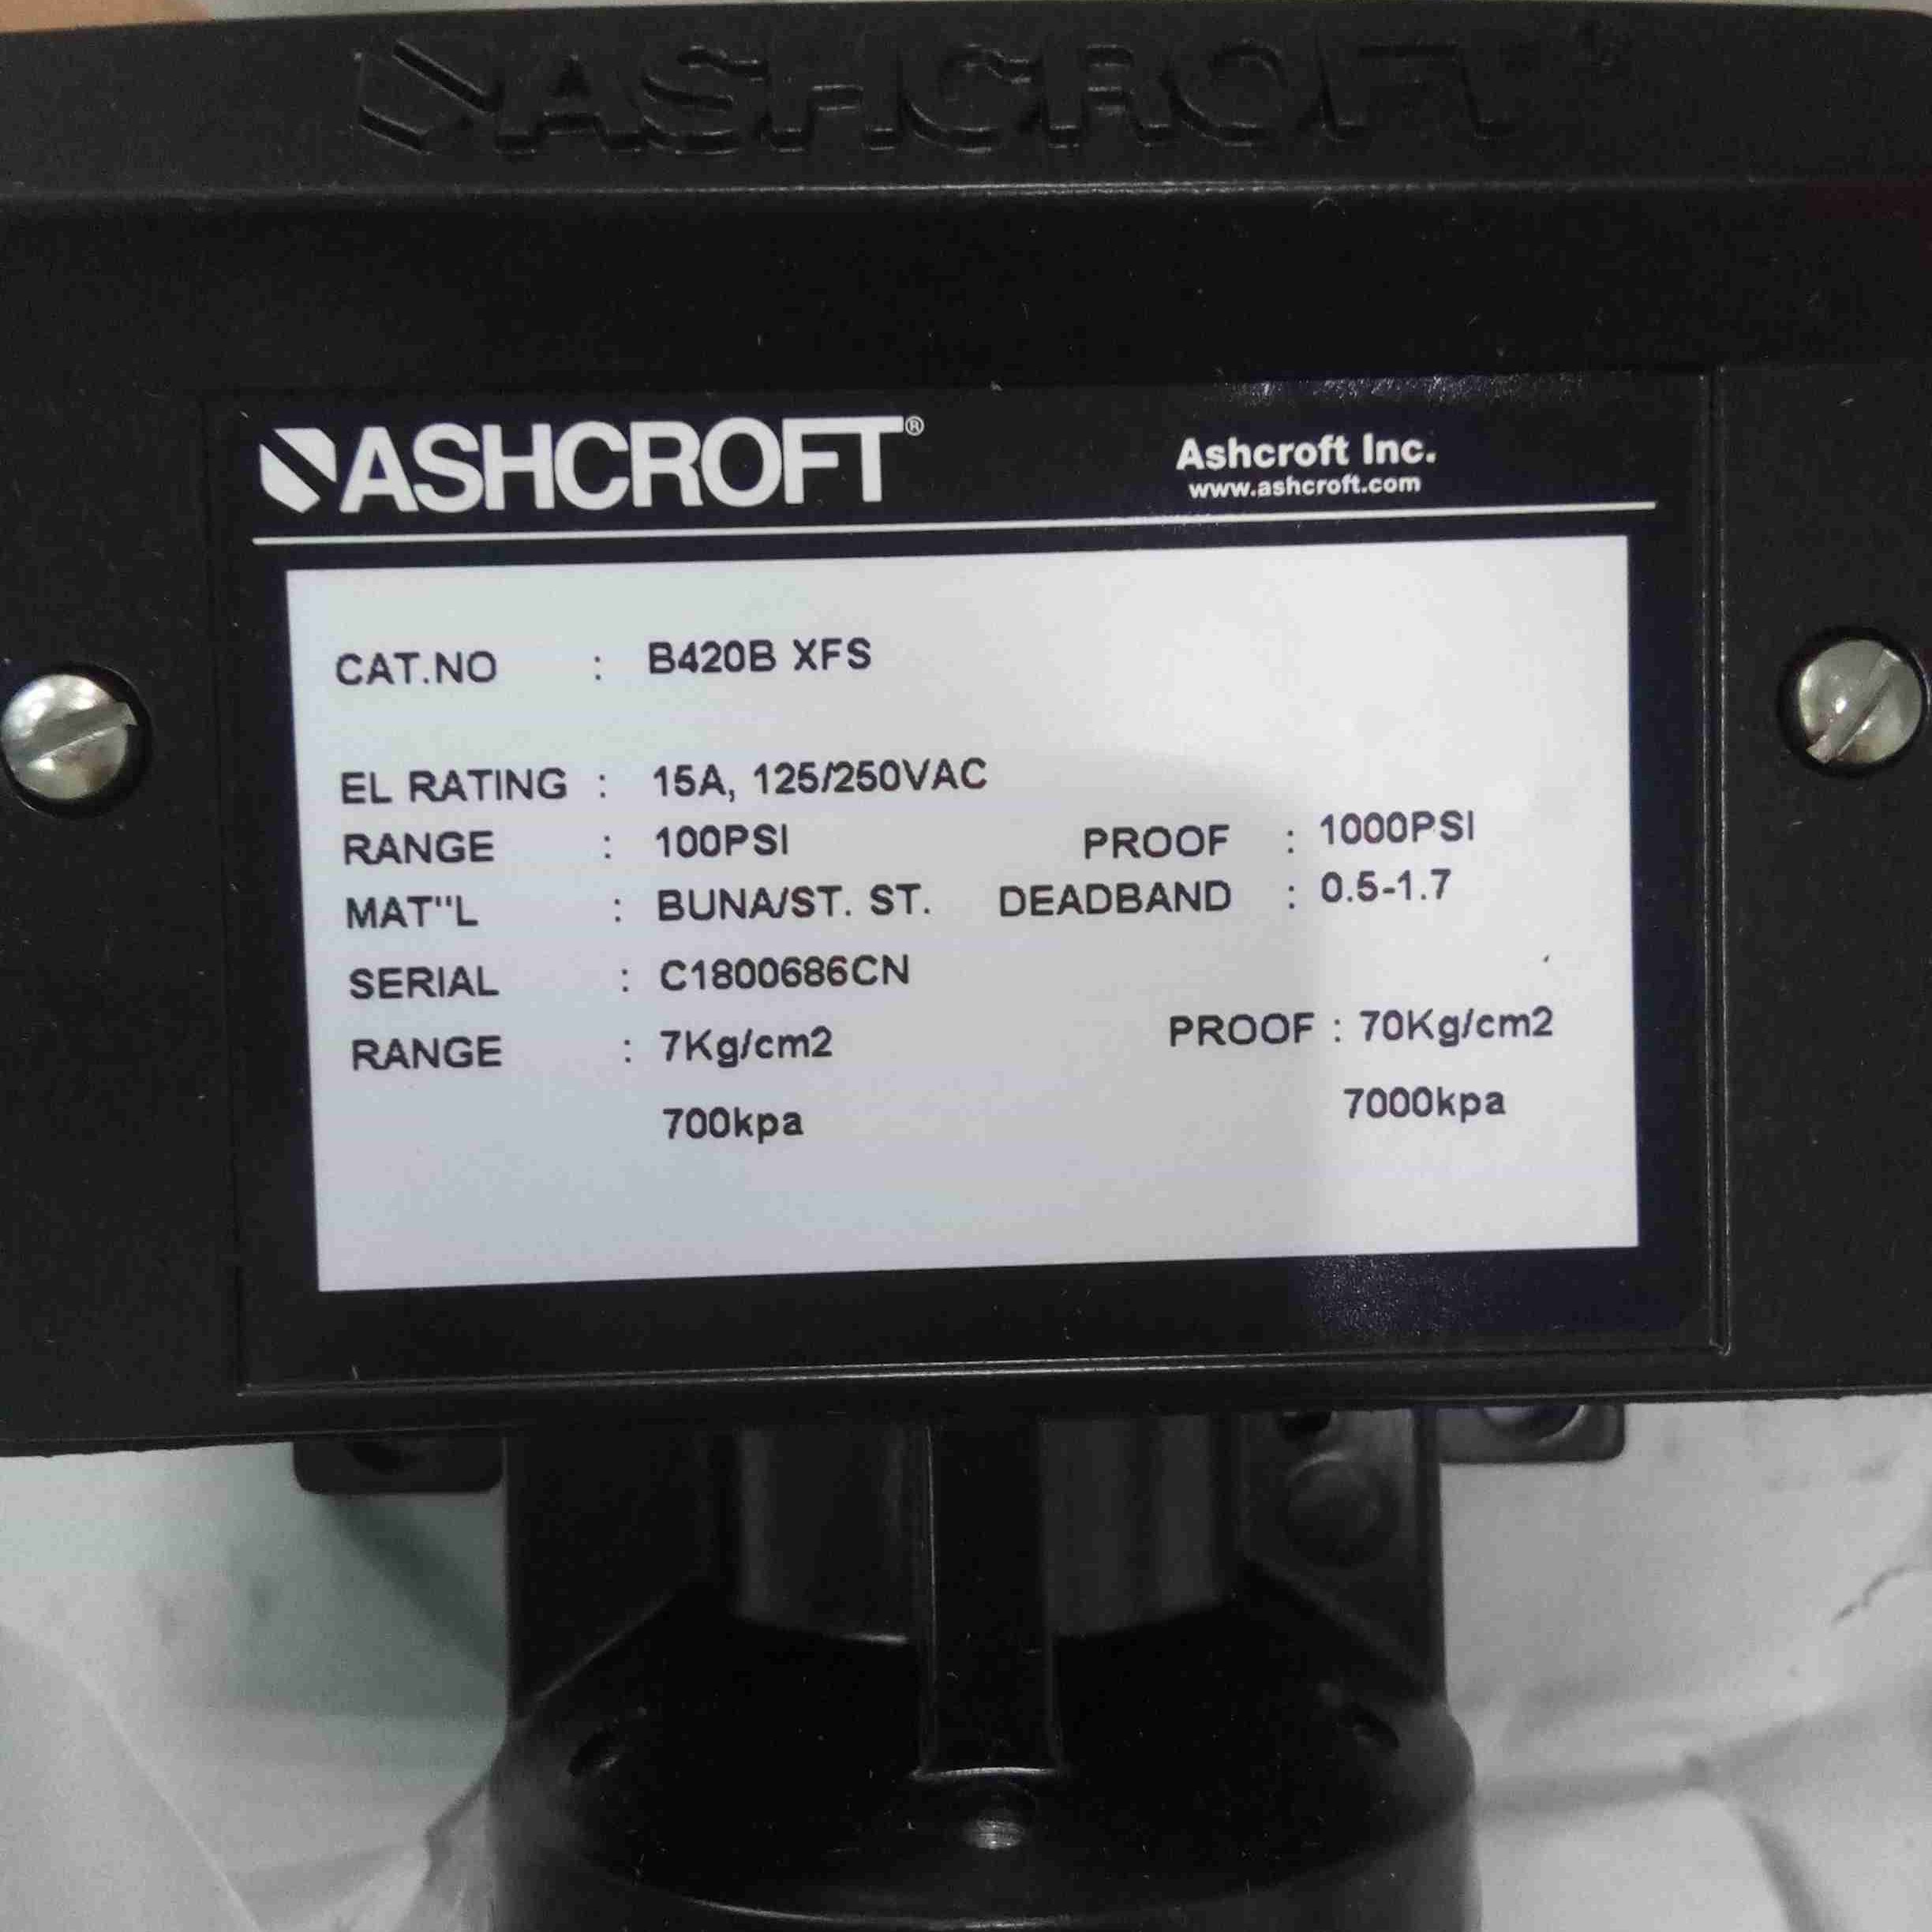 ASHCROFT
ASHCROFT®
Ashcroft Inc.
www.ashcroft.com
CAT.NO : B420B XFS
EL RATING : 15A, 125/250VAC
RANGE : 100PSI PROOF : 1000PSI
MAT"L : BUNA/ST. ST. DEADBAND : 0.5-1.7
SERIAL : C1800686CN
RANGE : 7Kg/cm2 PROOF : 70Kg/cm2
700kpa 7000kpa